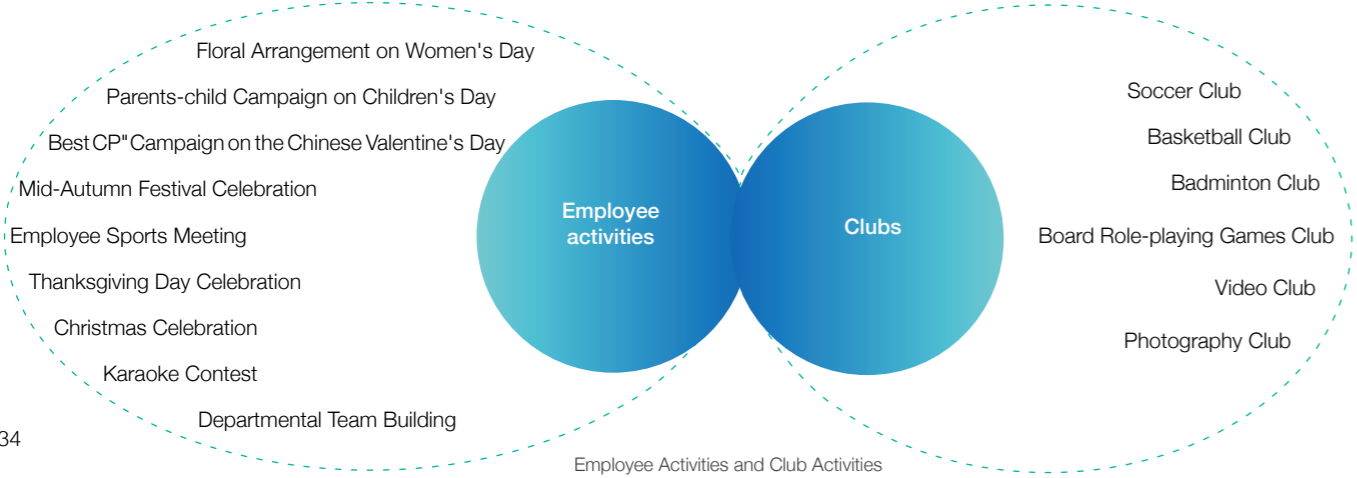 Floral Arrangement on Women's Day
Parents-child Campaign on Children's Day
Best CP" Campaign on the Chinese Valentine's Day
Mid-Autumn Festival Celebration
Employee Sports Meeting
Thanksgiving Day Celebration
Christmas Celebration
Karaoke Contest
Departmental Team Building
Employee
activities
Clubs
Soccer Club
Basketball Club
Badminton Club
Board Role-playing Games Club
Video Club
Photography Club
34
Employee Activities and Club Activities